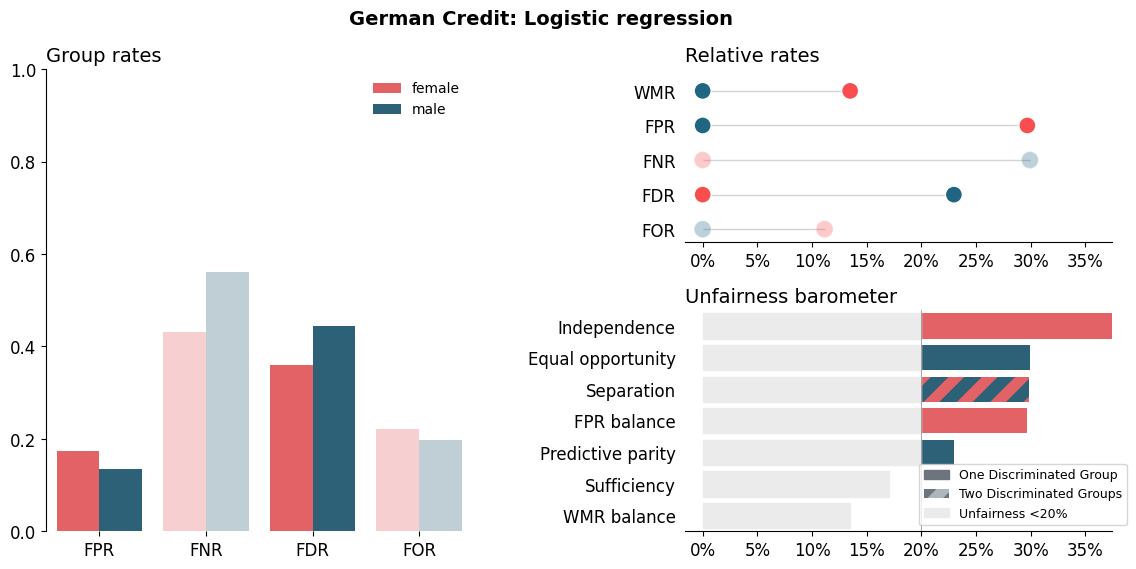 German Credit: Logistic regression
Group rates
1.0
0.8
0.6
0.4
0.2
0.0
FPR FNR FDR FOR
female
male
Relative rates
WMR
FPR
FNR
FDR
FOR
0% 5% 10% 15% 20% 25% 30% 35%
Unfairness barometer
Independence
Equal opportunity
Separation
FPR balance
Predictive parity
Sufficiency
WMR balance
One Discriminated Group
Two Discriminated Groups
Unfairness <20%
0% 5% 10% 15% 20% 25% 30% 35%